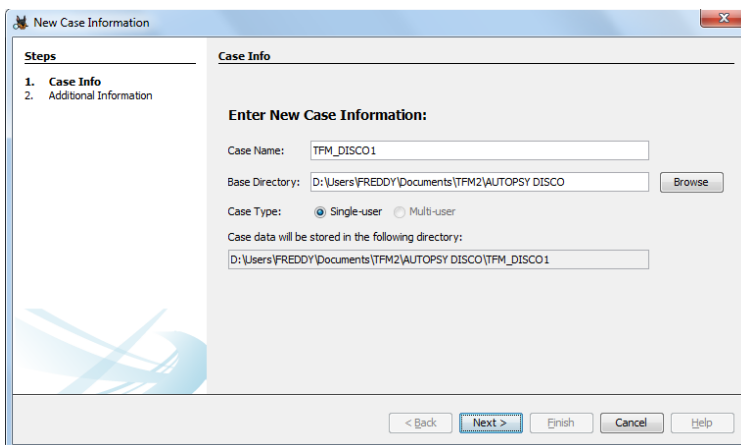 New Case Information
Steps
1. Case Info
2. Additional Information
Case Info
Enter New Case Information:
Case Name: TFM_DISCO1
Base Directory: D:\Users\FREDDY\Documents\TFM2\AUTOPSY DISCO Browse
Case Type: Single-user Multi-user
Case data will be stored in the following directory:
D:\Users\FREDDY\Documents\TFM2\AUTOPSY DISCO\TFM_DISCO1
< Back Next > Finish Cancel Help